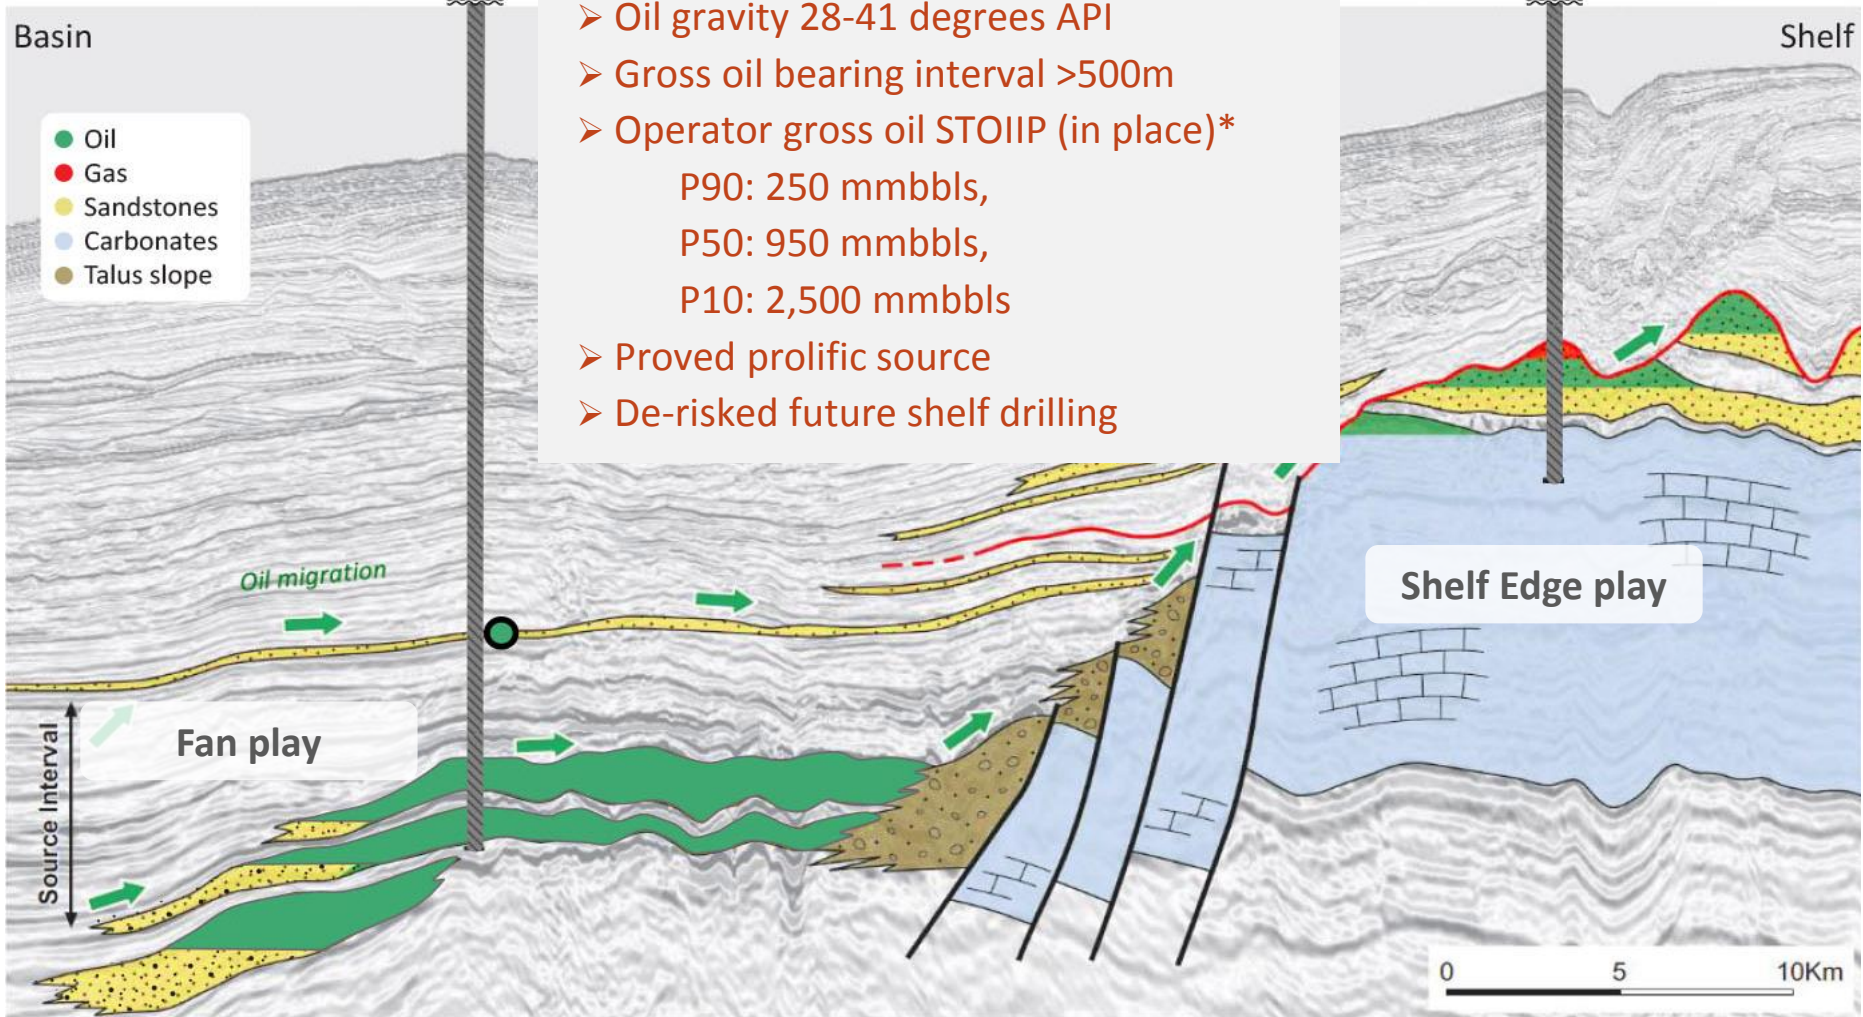 Basin
Shelf
➢ Oil gravity 28-41 degrees API
➢ Gross oil bearing interval >500m
➢ Operator gross oil STOIIP (in place)*
P90: 250 mmbbls,
P50: 950 mmbbls,
P10: 2,500 mmbbls
➢ Proved prolific source
➢ De-risked future shelf drilling
Oil
Gas
Sandstones
Carbonates
Talus slope
Oil migration
Shelf Edge play
Fan play
Source Interval
0 5 10Km